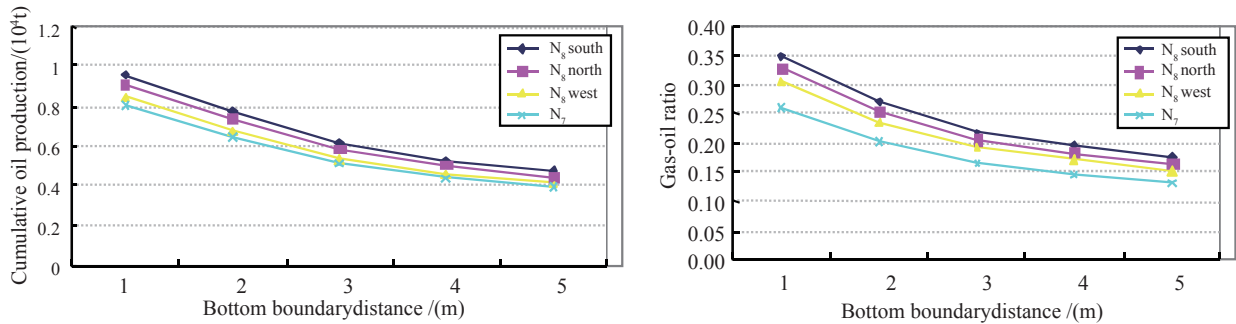 Cumulative oil production/(10⁴t)
1.2
1
0.8
0.6
0.4
0.2
0
1 2 3 4 5
Bottom boundarydistance /(m)
N₈ south
N₈ north
N₈ west
N₇
Gas-oil ratio
0.40
0.35
0.30
0.25
0.20
0.15
0.10
0.05
0.00
1 2 3 4 5
Bottom boundarydistance /(m)
N₈ south
N₈ north
N₈ west
N₇